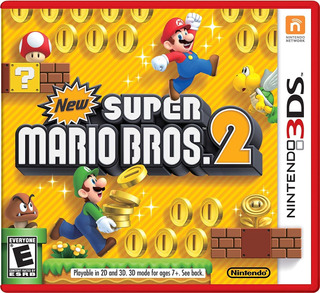 NINTENDO
NETWORK
?
New
SUPER
MARIO BROS. 2
NINTENDO 3DS
EVERYONE
E
ESRB
Playable in 2D and 3D. 3D mode for ages 7+. See back.
Nintendo